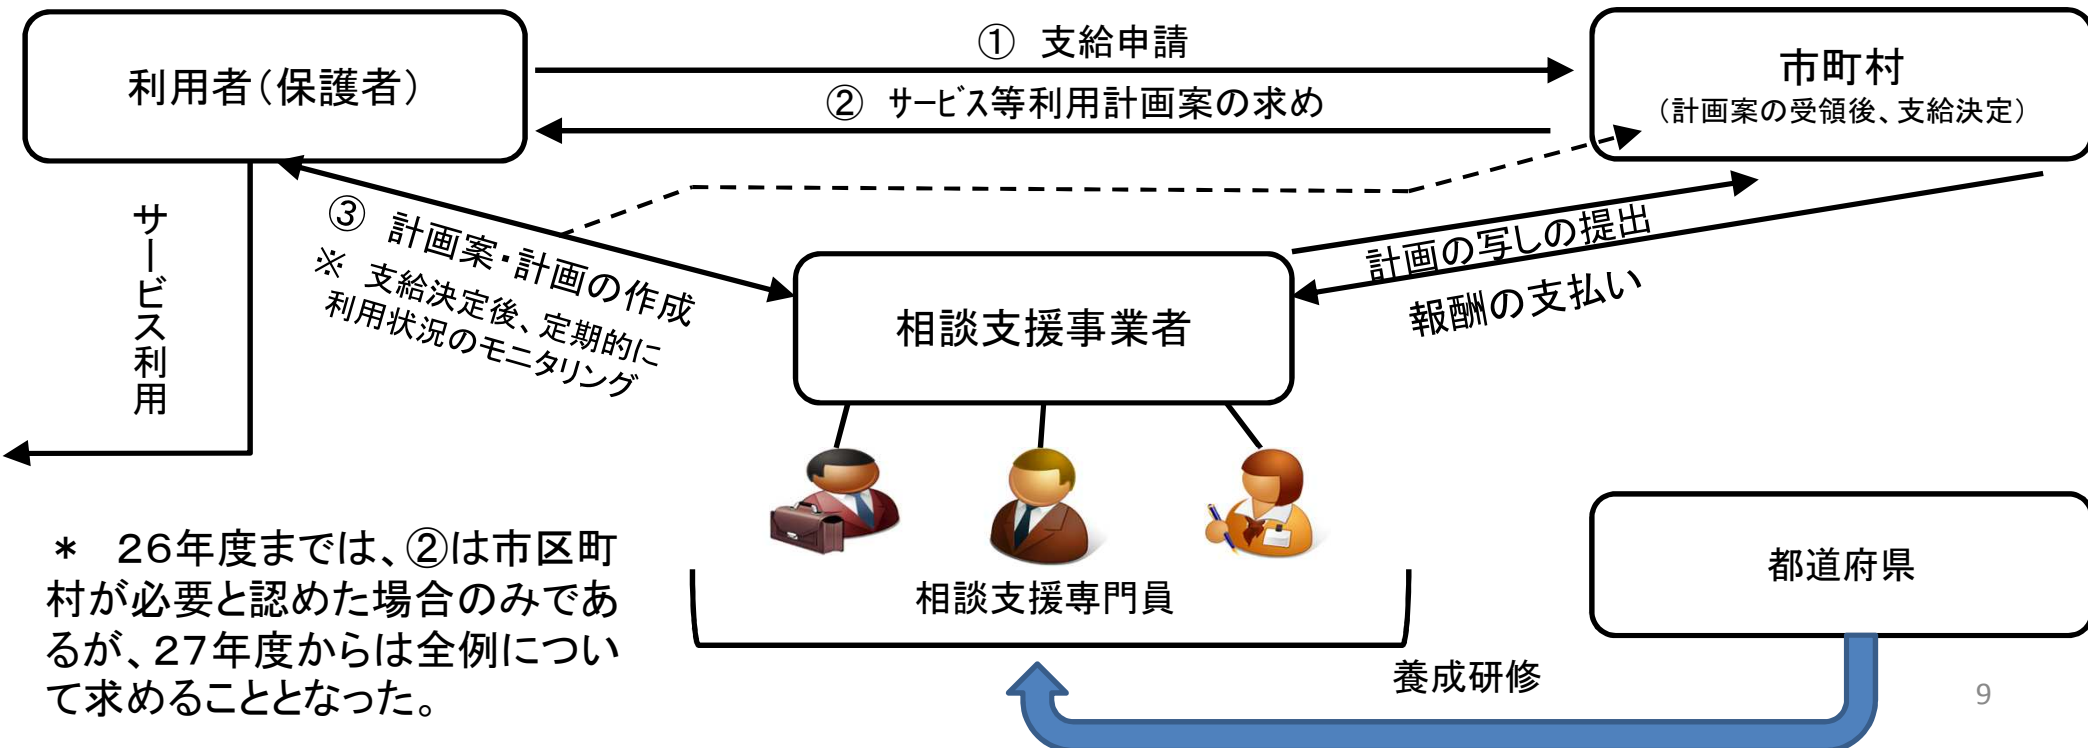 ① 支給申請
利用者（保護者）
市町村
（計画案の受領後、支給決定）
② サービス等利用計画案の求め
サービス利用
③ 計画案・計画の作成
※ 支給決定後、定期的に
利用状況のモニタリング
計画の写しの提出
報酬の支払い
相談支援事業者
相談支援専門員
＊ ２６年度までは、②は市区町
村が必要と認めた場合のみであ
るが、２７年度からは全例につい
て求めることとなった。
都道府県
養成研修
9